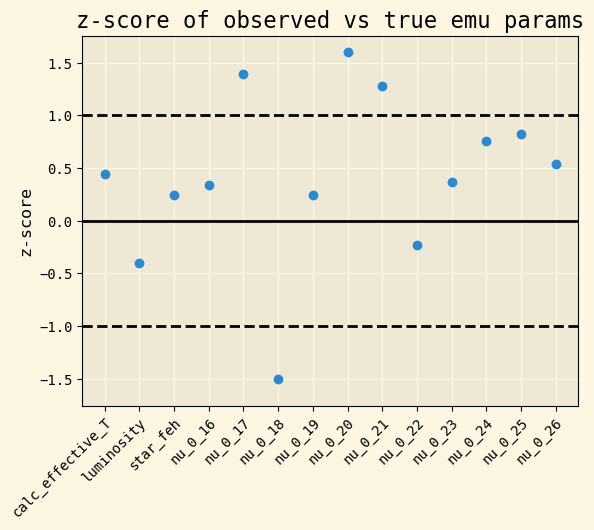 z-score of observed vs true emu params
z-score
1.5
1.0
0.5
0.0
−0.5
−1.0
−1.5
calc_effective_T
luminosity
star_feh
nu_0_16
nu_0_17
nu_0_18
nu_0_19
nu_0_20
nu_0_21
nu_0_22
nu_0_23
nu_0_24
nu_0_25
nu_0_26